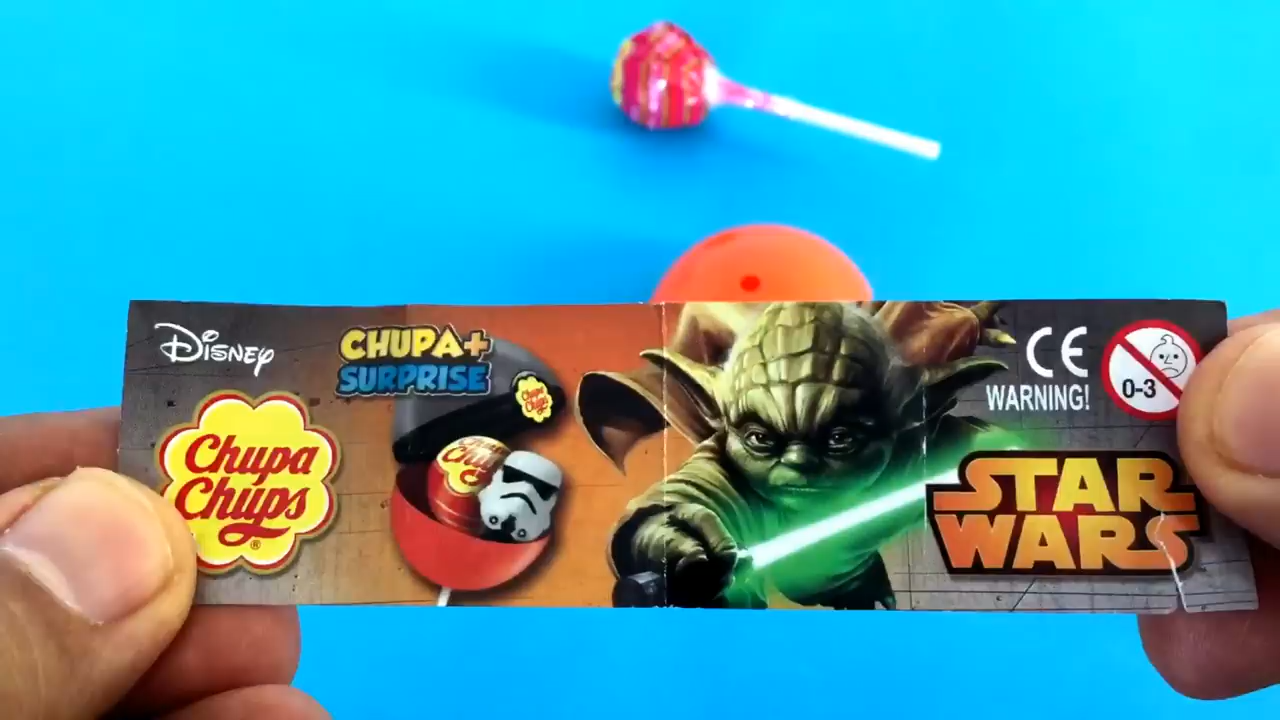 Disney
Chupa
Chups
®
CHUPA+
SURPRISE
Chupa
Chups
CE
WARNING!
0-3
STAR
WARS